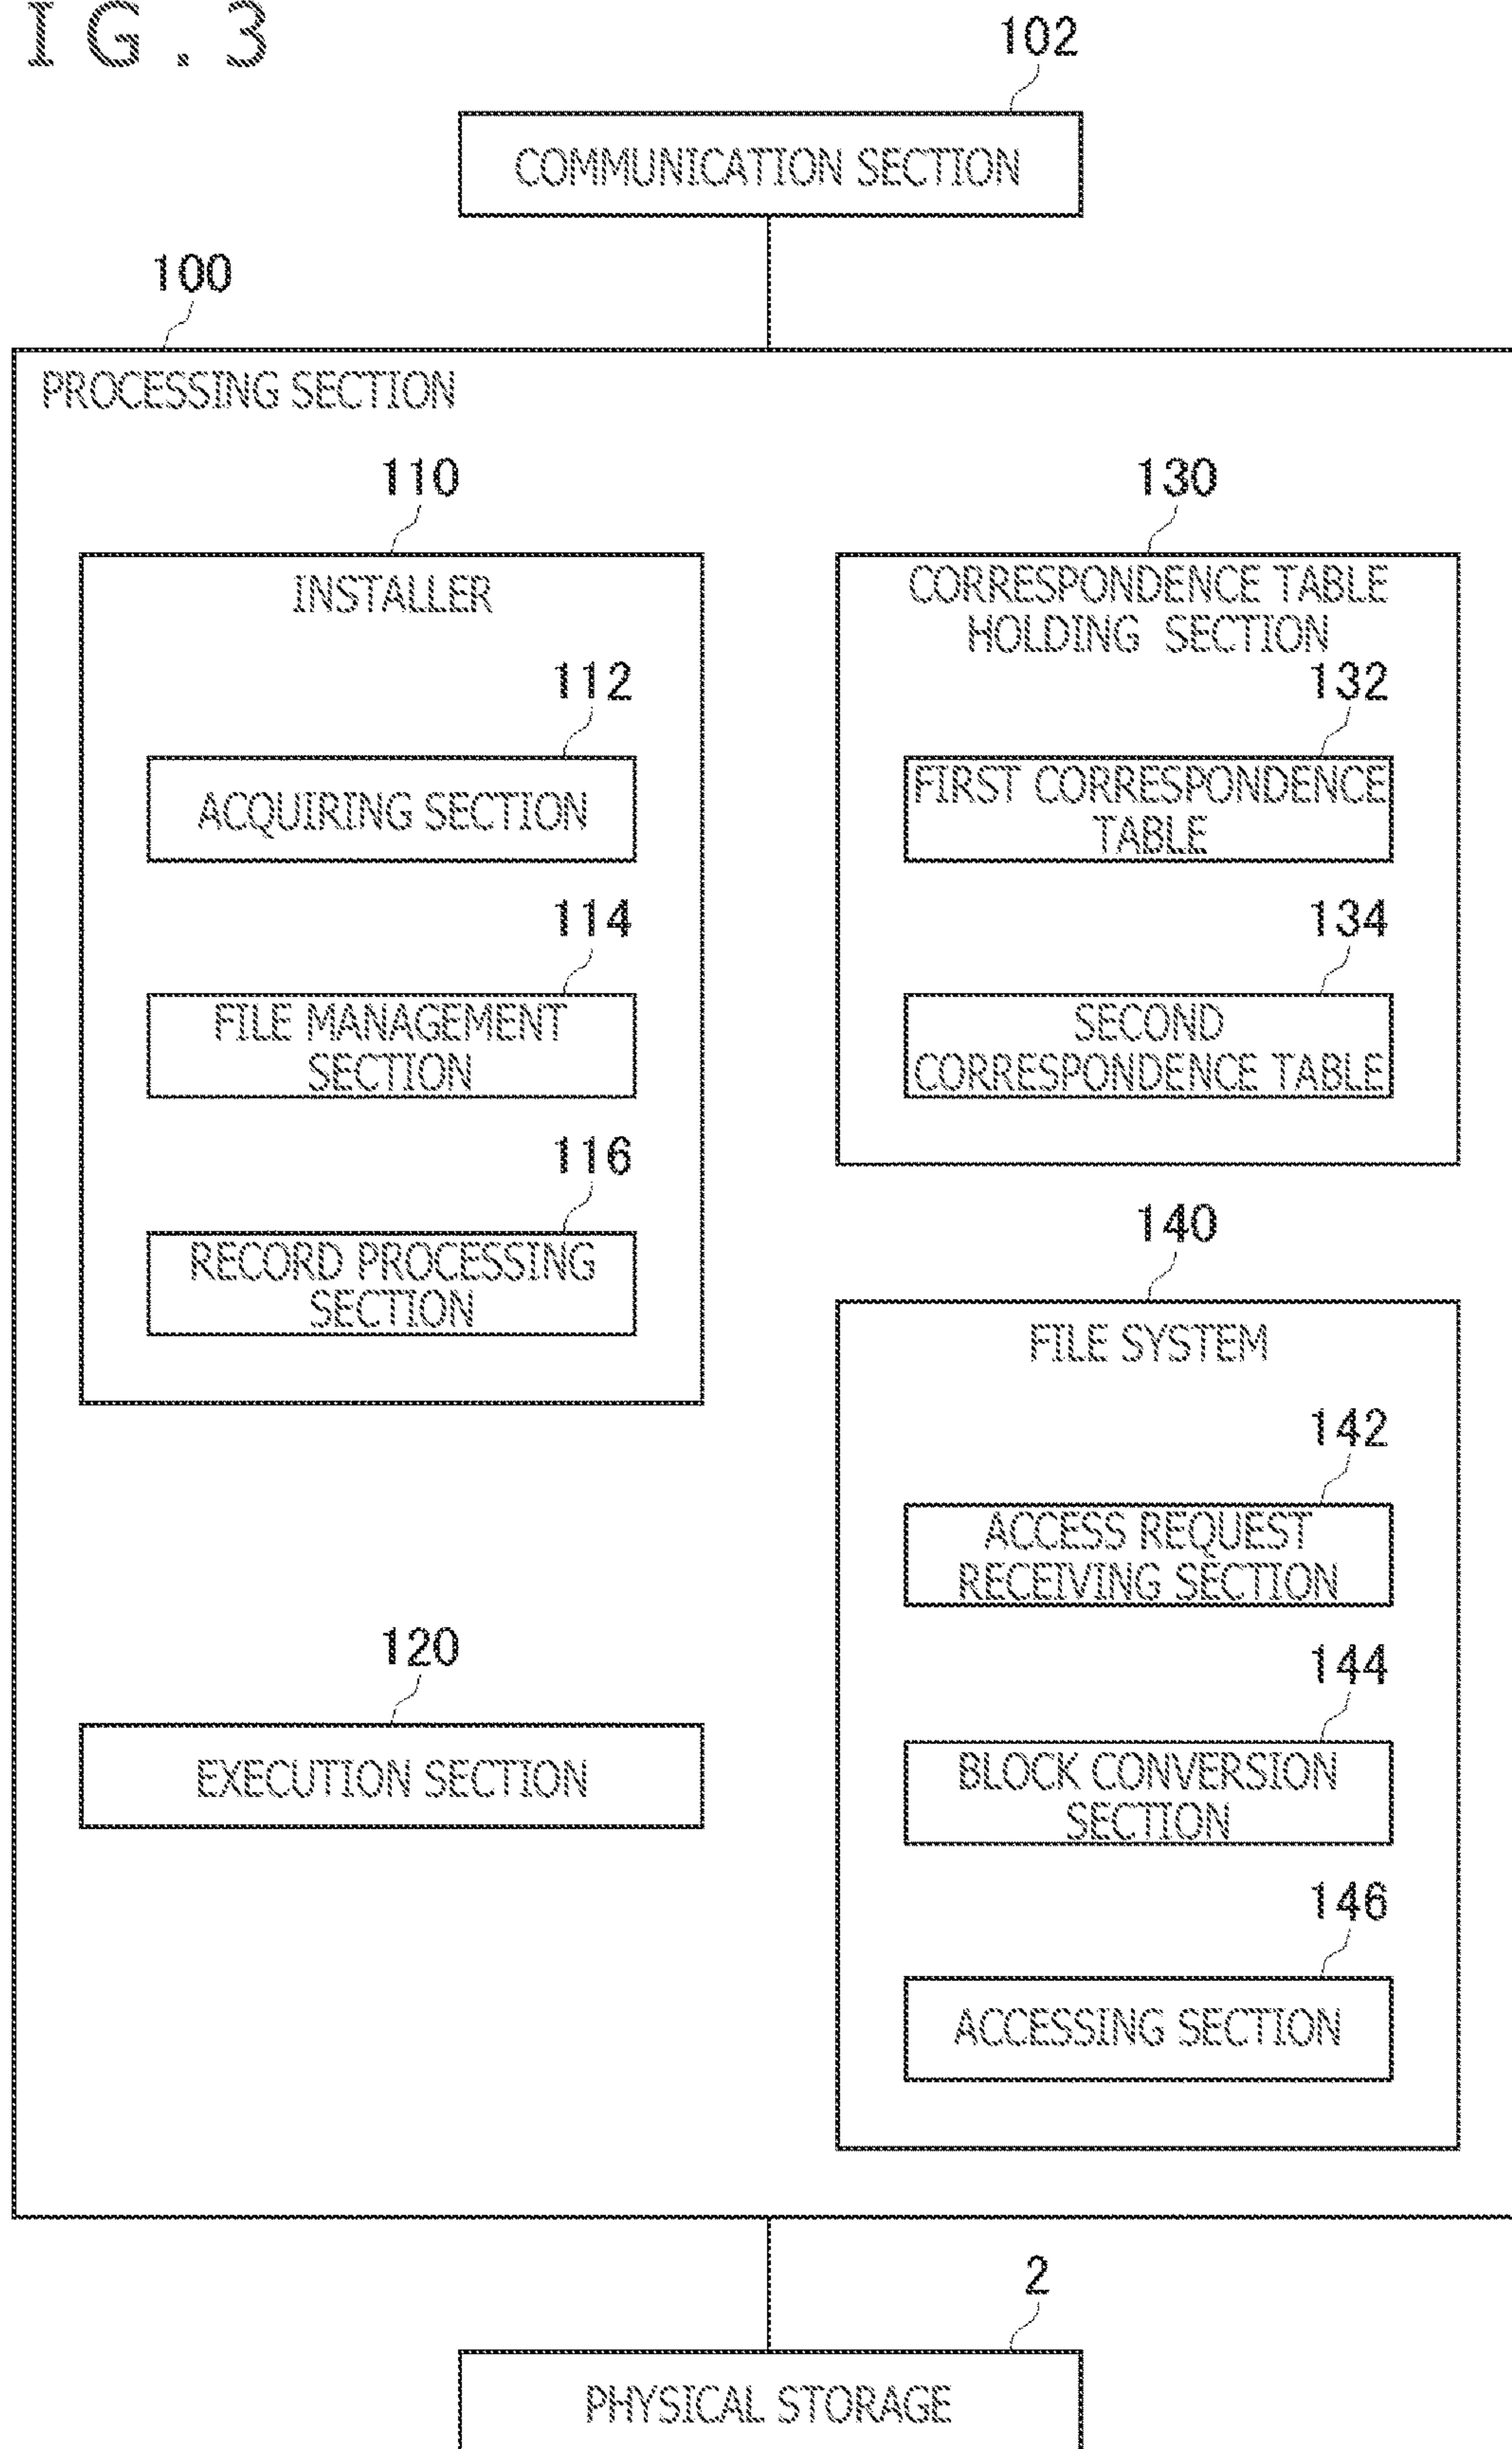 IG.3
102
COMMUNICATION SECTION
100
PROCESSING SECTION
110
INSTALLER
112
ACQUIRING SECTION
114
FILE MANAGEMENT
SECTION
116
RECORD PROCESSING
SECTION
120
EXECUTION SECTION
130
CORRESPONDENCE TABLE
HOLDING SECTION
132
FIRST CORRESPONDENCE
TABLE
134
SECOND
CORRESPONDENCE TABLE
140
FILE SYSTEM
142
ACCESS REQUEST
RECEIVING SECTION
144
BLOCK CONVERSION
SECTION
146
ACCESSING SECTION
2
PHYSICAL STORAGE